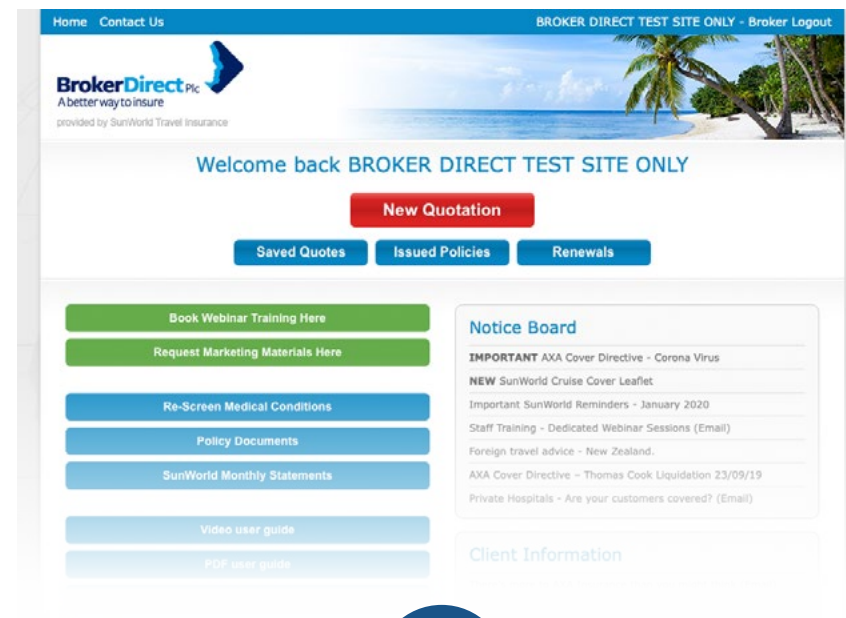 Home Contact Us BROKER DIRECT TEST SITE ONLY - Broker Logout
BrokerDirect Plc
A better way to insure
provided by SunWorld Travel Insurance
Welcome back BROKER DIRECT TEST SITE ONLY
New Quotation
Saved Quotes Issued Policies Renewals
Book Webinar Training Here
Request Marketing Materials Here
Re-Screen Medical Conditions
Policy Documents
SunWorld Monthly Statements
Video user guide
PDF user guide
Notice Board
IMPORTANT AXA Cover Directive - Corona Virus
NEW SunWorld Cruise Cover Leaflet
Important SunWorld Reminders - January 2020
Staff Training - Dedicated Webinar Sessions (Email)
Foreign travel advice - New Zealand.
AXA Cover Directive – Thomas Cook Liquidation 23/09/19
Private Hospitals - Are your customers covered? (Email)
Client Information